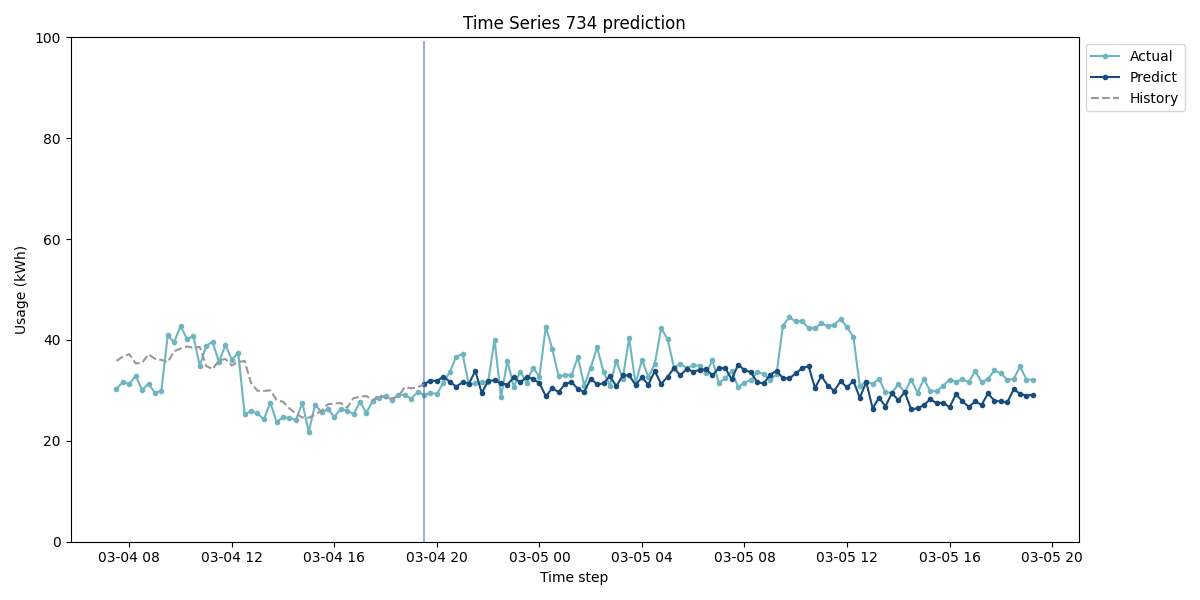 Time Series 734 prediction
100
80
60
40
20
0
Usage (kWh)
03-04 08 03-04 12 03-04 16 03-04 20 03-05 00 03-05 04 03-05 08 03-05 12 03-05 16 03-05 20
Time step
Actual
Predict
History